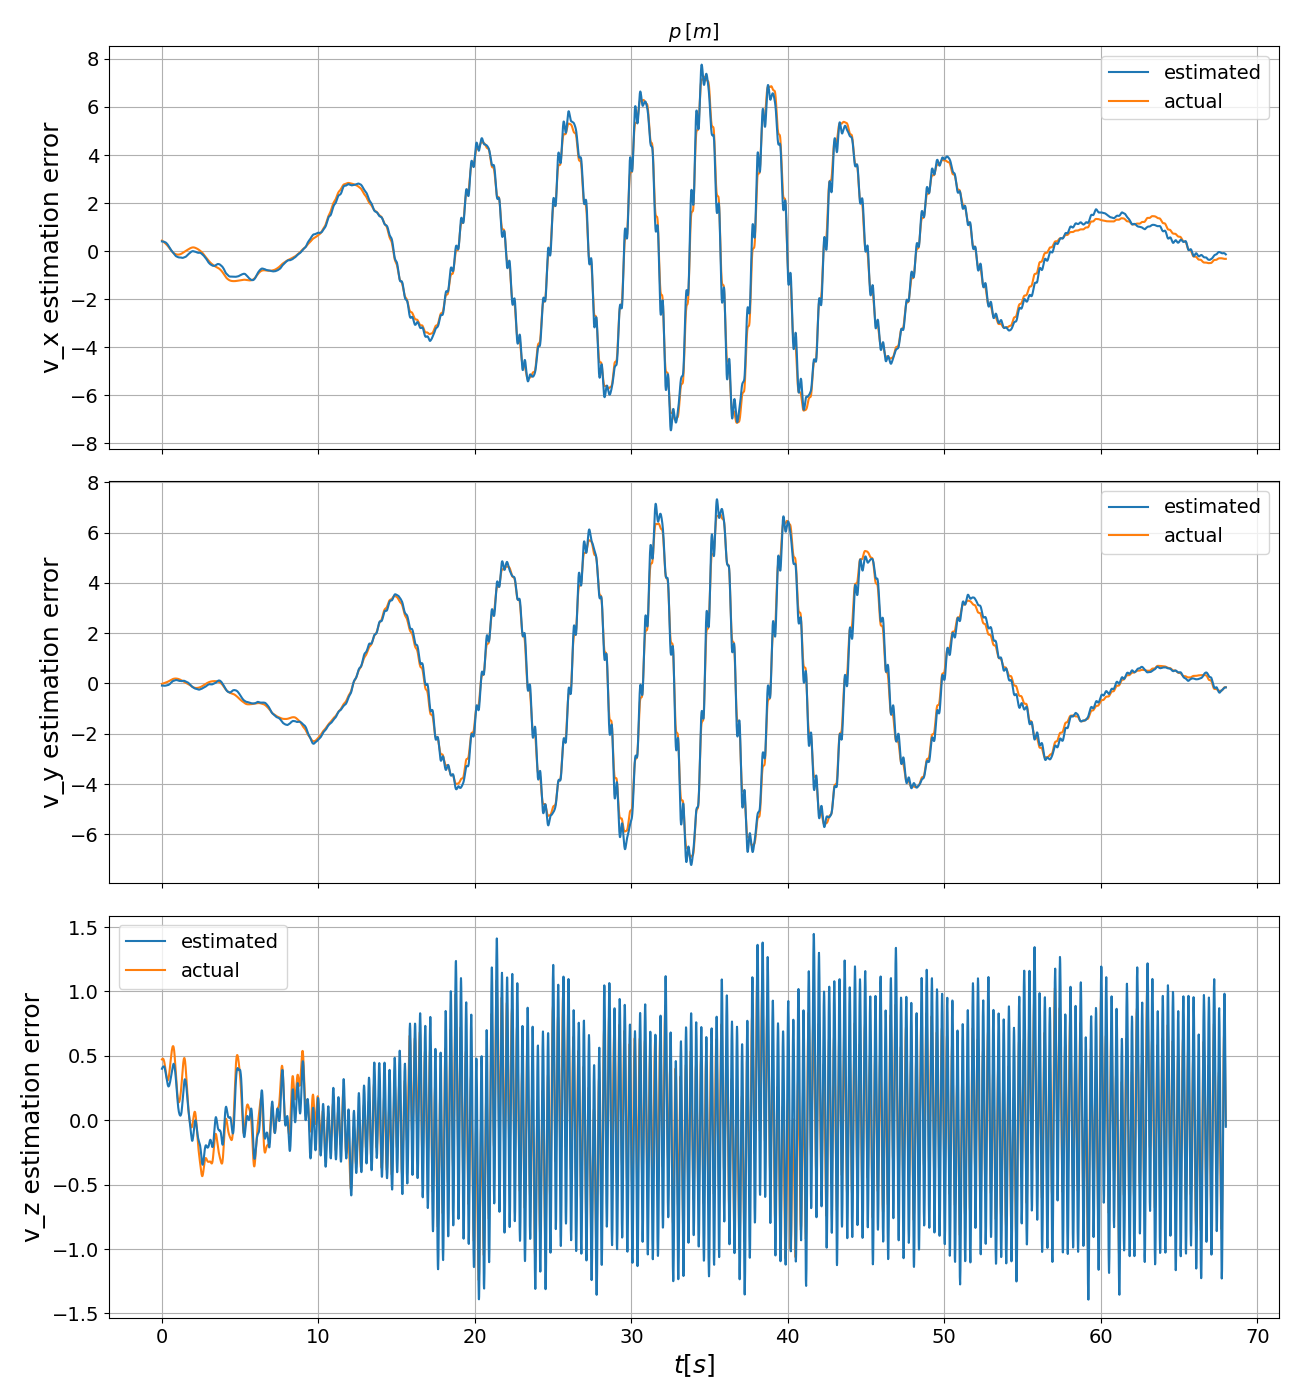 p [m]
8
6
4
2
0
−2
−4
−6
−8
v_x estimation error
estimated
actual
8
6
4
2
0
−2
−4
−6
v_y estimation error
estimated
actual
1.5
1.0
0.5
0.0
−0.5
−1.0
−1.5
v_z estimation error
estimated
actual
0 10 20 30 40 50 60 70
t[s]